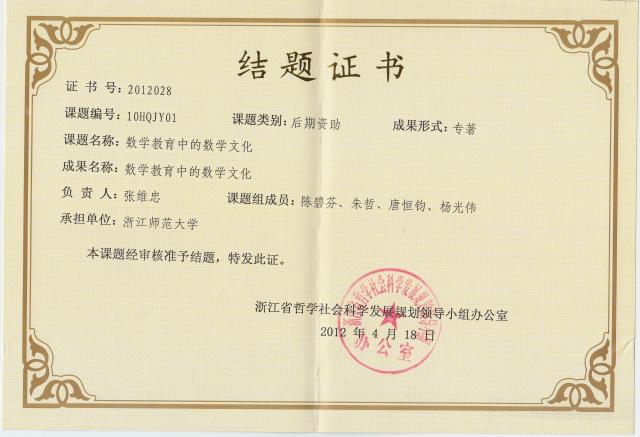 结题证书
证 书 号：2012028
课题编号：10HQJY01 课题类别：后期资助 成果形式：专著
课题名称：数学教育中的数学文化
成果名称：数学教育中的数学文化
负 责 人：张维忠 课题组成员：陈碧芬、朱哲、唐恒钧、杨光伟
承担单位：浙江师范大学
本课题经审核准予结题，特发此证。
浙江省哲学社会科学发展规划领导小组办公室
2012 年 4 月 18 日
办公室